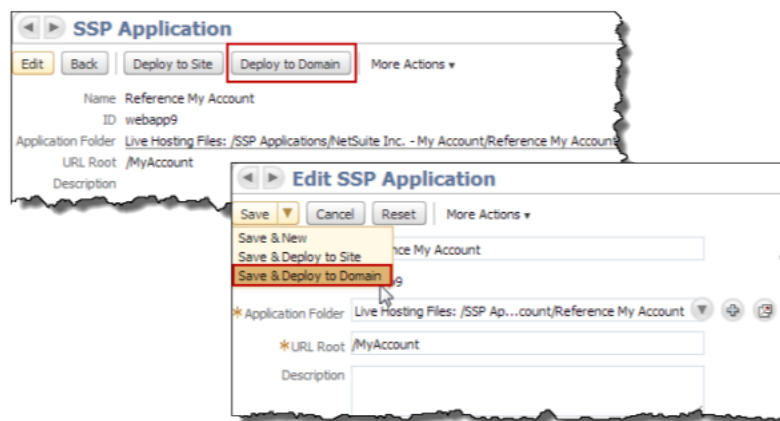 SSP Application
Edit Back Deploy to Site Deploy to Domain More Actions
Name Reference My Account
ID webapp9
Application Folder Live Hosting Files: /SSP Applications/NetSuite Inc. - My Account/Reference My Account
URL Root /MyAccount
Description
Edit SSP Application
Save Cancel Reset More Actions
Save & New
nce My Account
Save & Deploy to Site
Save & Deploy to Domain
p9
*Application Folder Live Hosting Files: /SSP Ap...count/Reference My Account
*URL Root /MyAccount
Description